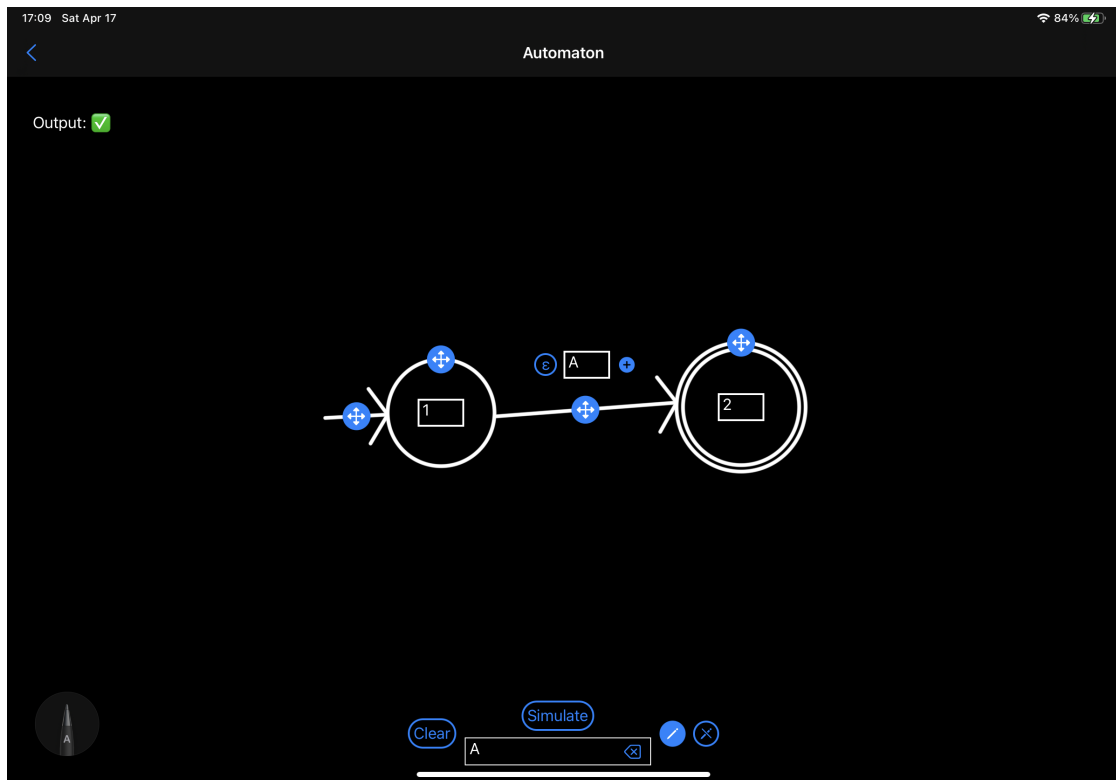 17:09 Sat Apr 17
84%
Automaton
Output: ✅
ε A
1
2
Simulate
Clear
A
A